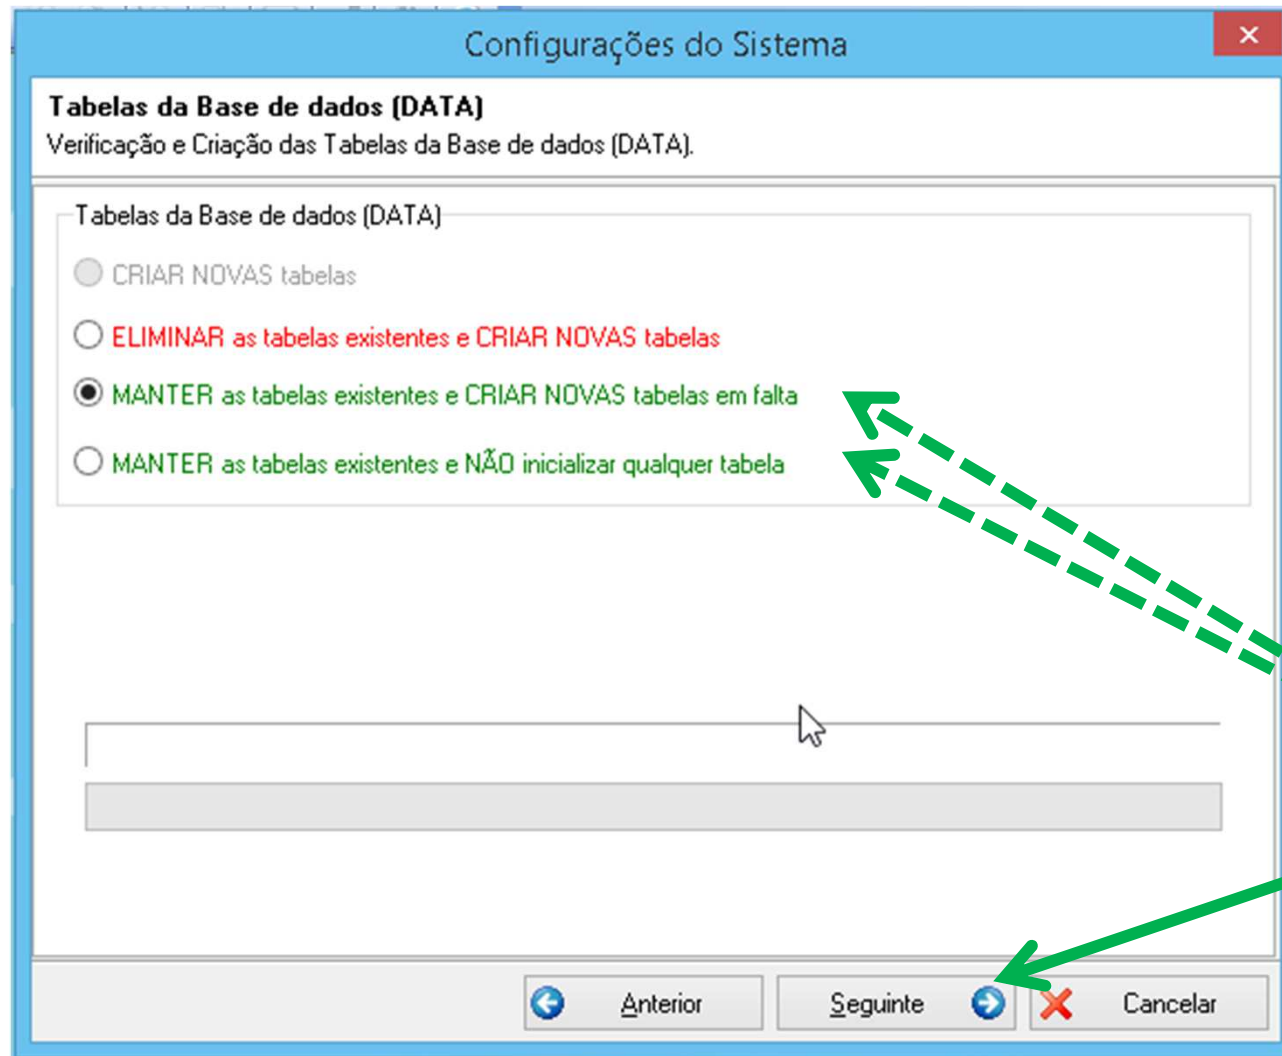 Configurações do Sistema
Tabelas da Base de dados (DATA)
Verificação e Criação das Tabelas da Base de dados (DATA).
Tabelas da Base de dados (DATA)
CRIAR NOVAS tabelas
ELIMINAR as tabelas existentes e CRIAR NOVAS tabelas
MANTER as tabelas existentes e CRIAR NOVAS tabelas em falta
MANTER as tabelas existentes e NÃO inicializar qualquer tabela
Anterior Seguinte Cancelar